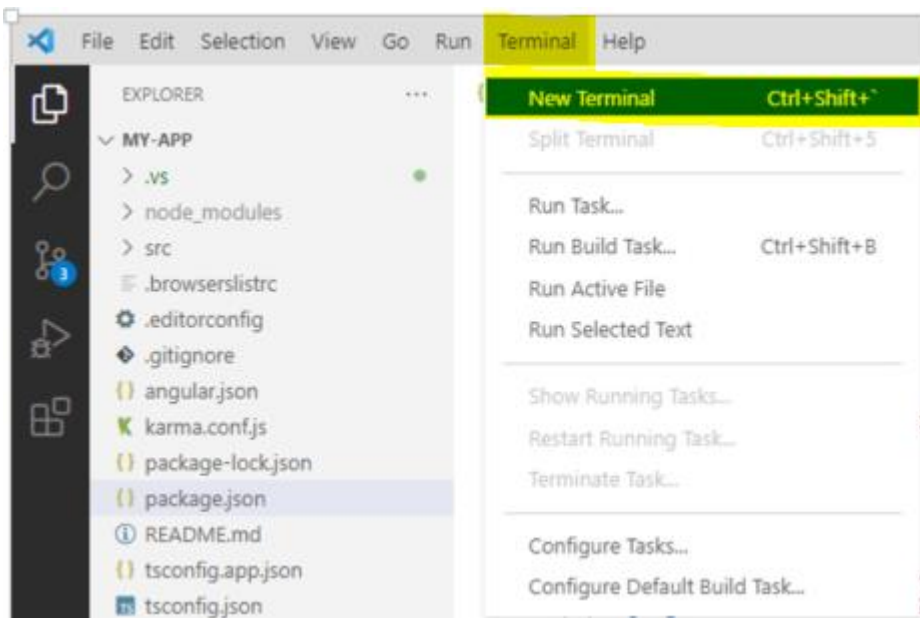 File Edit Selection View Go Run Terminal Help
EXPLORER ...
MY-APP
.vs
node_modules
src
.browserslistrc
.editorconfig
.gitignore
angular.json
karma.conf.js
package-lock.json
package.json
README.md
tsconfig.app.json
tsconfig.json
3
New Terminal Ctrl+Shift+`
Split Terminal Ctrl+Shift+5
Run Task...
Run Build Task... Ctrl+Shift+B
Run Active File
Run Selected Text
Show Running Tasks...
Restart Running Task...
Terminate Task...
Configure Tasks...
Configure Default Build Task...